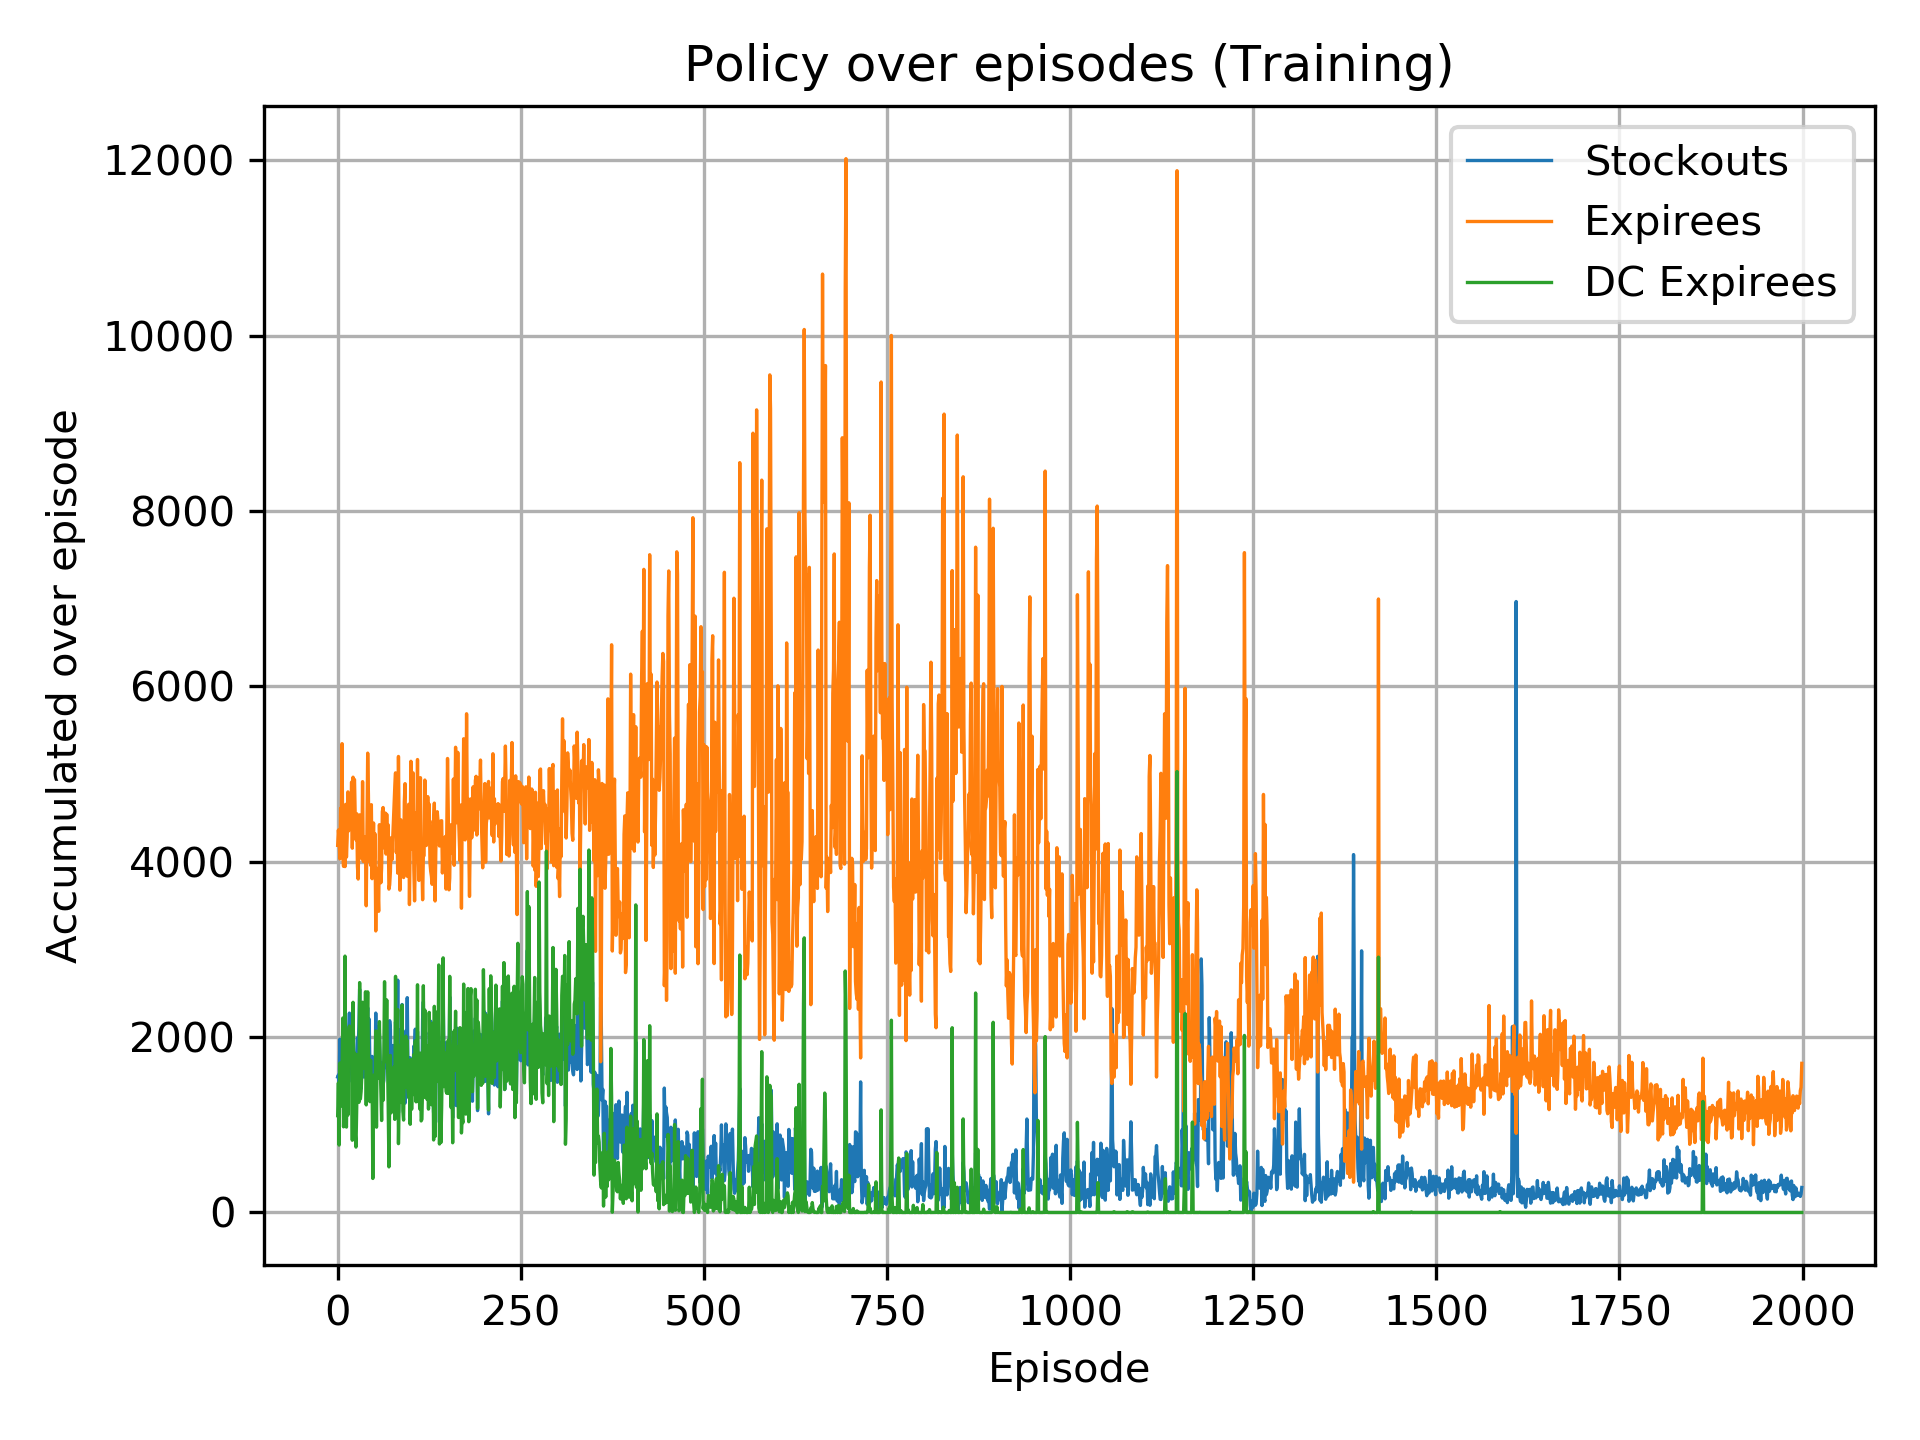 Policy over episodes (Training)
Stockouts
Expirees
DC Expirees
12000
10000
8000
6000
4000
2000
0
Accumulated over episode
0 250 500 750 1000 1250 1500 1750 2000
Episode